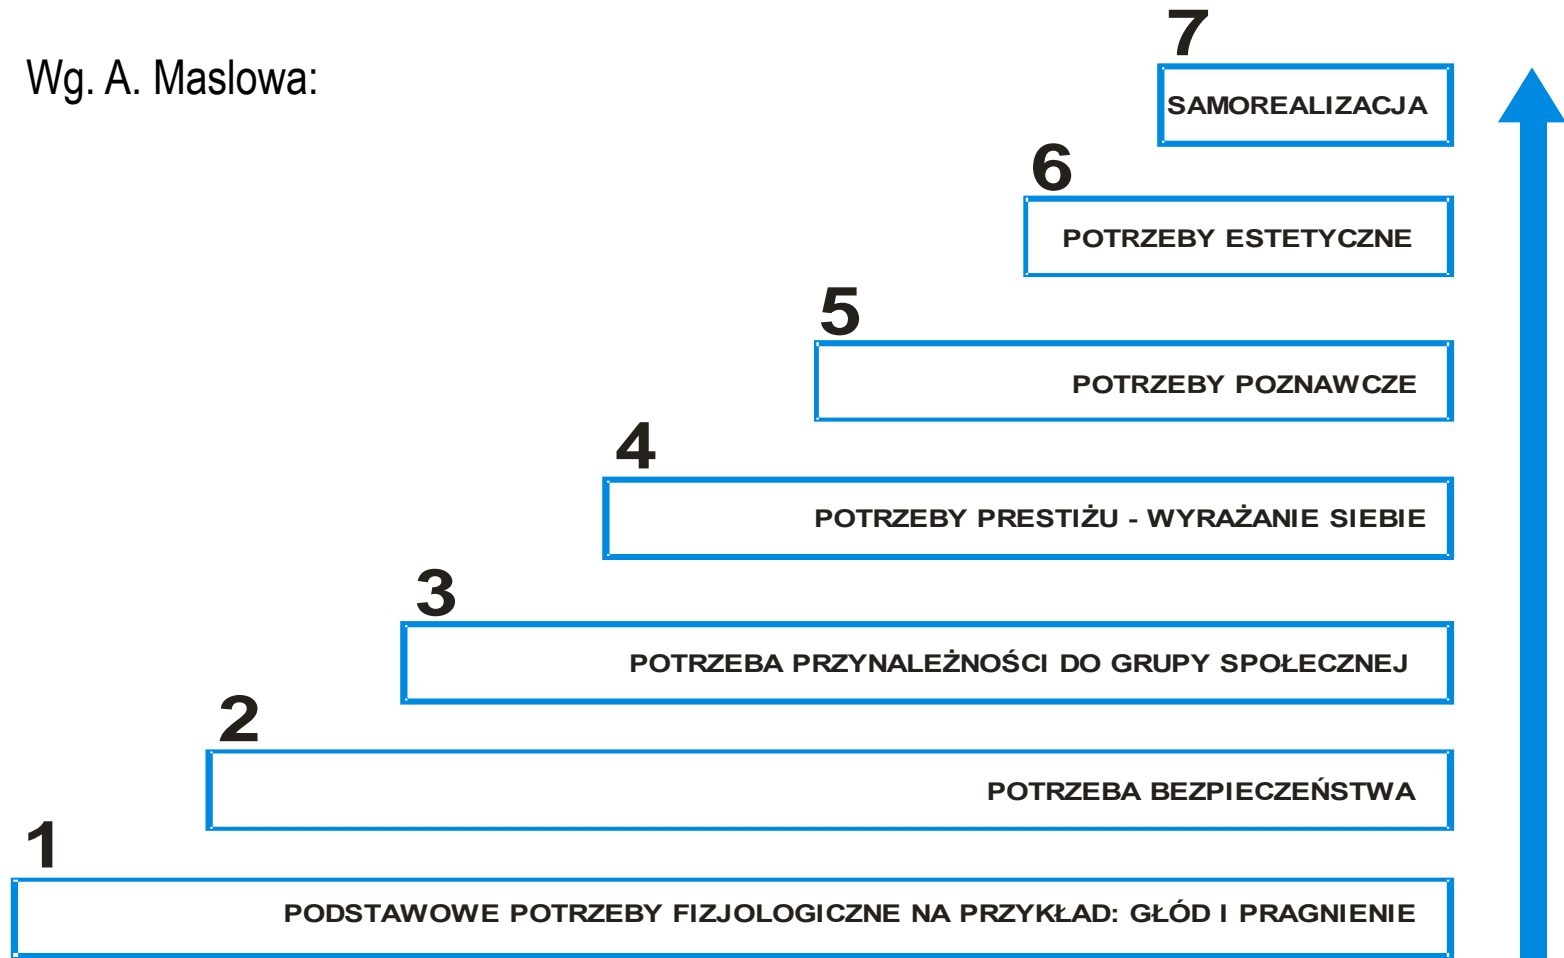 Wg. A. Maslowa:
7
SAMOREALIZACJA
6
POTRZEBY ESTETYCZNE
5
POTRZEBY POZNAWCZE
4
POTRZEBY PRESTIŻU - WYRAŻANIE SIEBIE
3
POTRZEBA PRZYNALEŻNOŚCI DO GRUPY SPOŁECZNEJ
2
POTRZEBA BEZPIECZEŃSTWA
1
PODSTAWOWE POTRZEBY FIZJOLOGICZNE NA PRZYKŁAD: GŁÓD I PRAGNIENIE